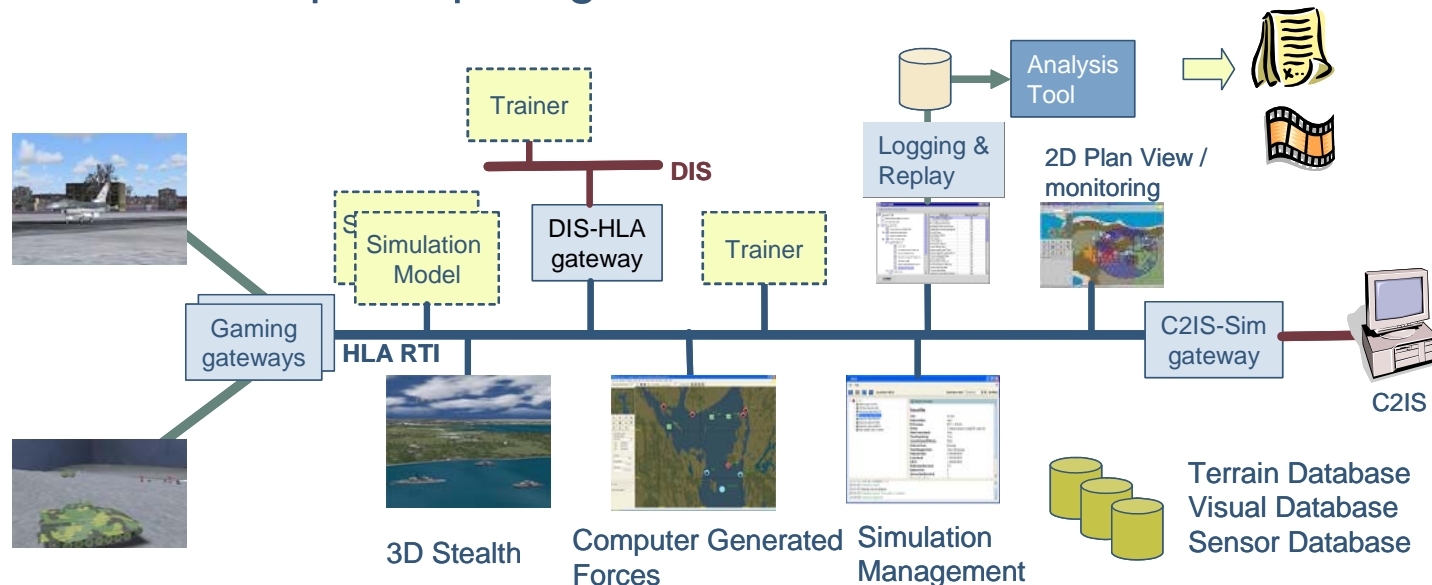 Trainer
DIS
Analysis
Tool
Logging &
Replay
2D Plan View /
monitoring
S
Simulation
Model
DIS-HLA
gateway
Trainer
Gaming
gateways
HLA RTI
C2IS-Sim
gateway
C2IS
3D Stealth
Computer Generated
Forces
Simulation
Management
Terrain Database
Visual Database
Sensor Database